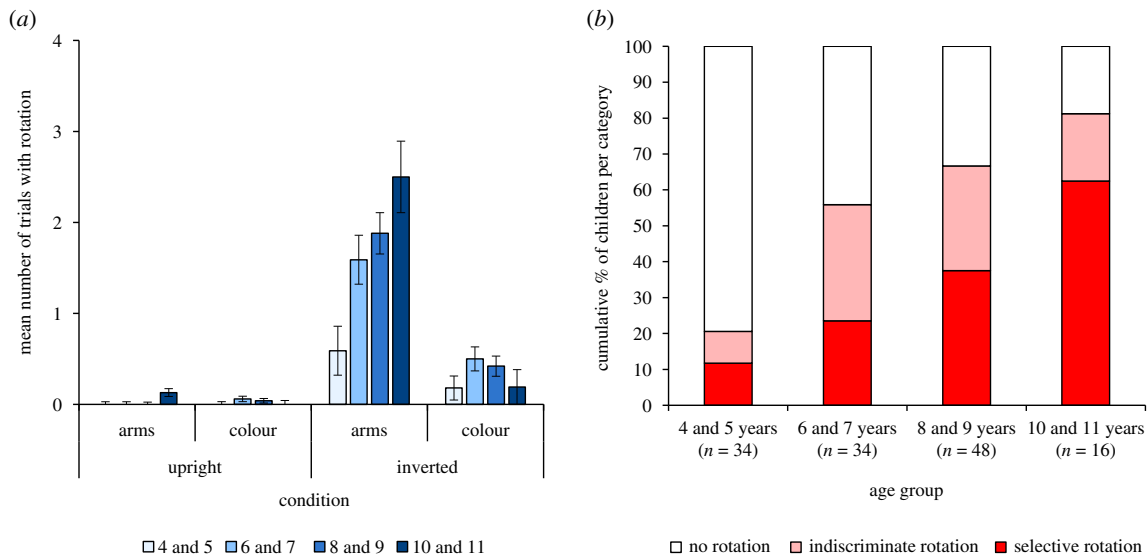 (a)
mean number of trials with rotation
4
3
2
1
0
arms colour arms colour
upright inverted
condition
4 and 5 6 and 7 8 and 9 10 and 11
(b)
cumulative % of children per category
100
90
80
70
60
50
40
30
20
10
0
4 and 5 years 6 and 7 years 8 and 9 years 10 and 11 years
(n = 34) (n = 34) (n = 48) (n = 16)
age group
no rotation indiscriminate rotation selective rotation